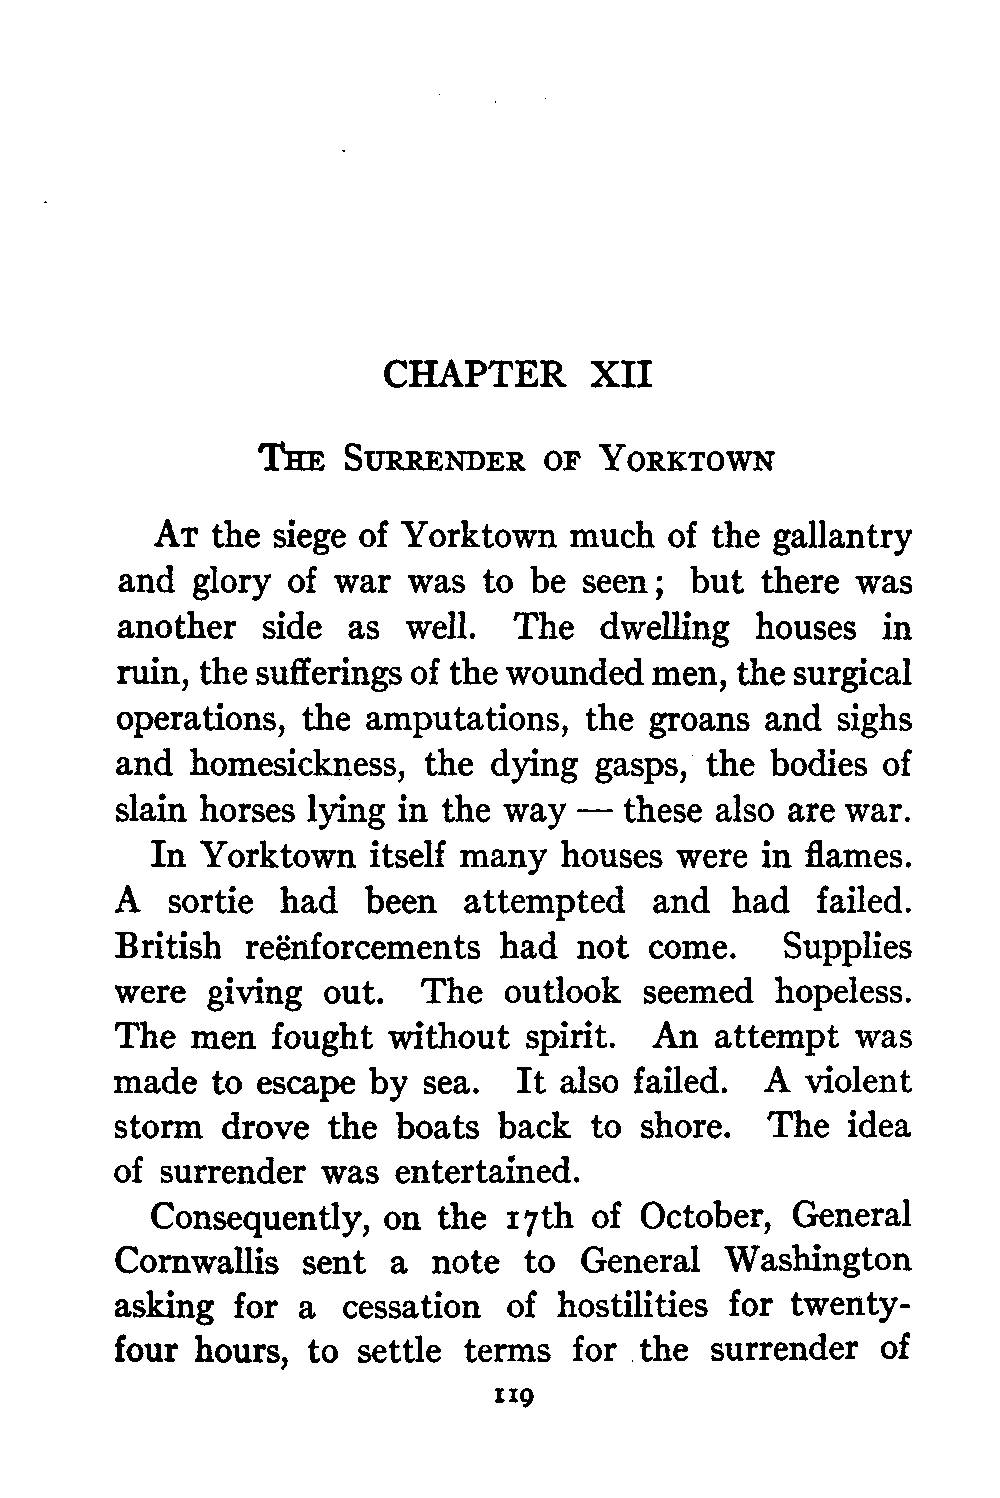 CHAPTER XII
THE SURRENDER OF YORKTOWN
AT the siege of Yorktown much of the gallantry
and glory of war was to be seen; but there was
another side as well. The dwelling houses in
ruin, the sufferings of the wounded men, the surgical
operations, the amputations, the groans and sighs
and homesickness, the dying gasps, the bodies of
slain horses lying in the way — these also are war.
In Yorktown itself many houses were in flames.
A sortie had been attempted and had failed.
British reënforcements had not come. Supplies
were giving out. The outlook seemed hopeless.
The men fought without spirit. An attempt was
made to escape by sea. It also failed. A violent
storm drove the boats back to shore. The idea
of surrender was entertained.
Consequently, on the 17th of October, General
Cornwallis sent a note to General Washington
asking for a cessation of hostilities for twenty-
four hours, to settle terms for the surrender of
119